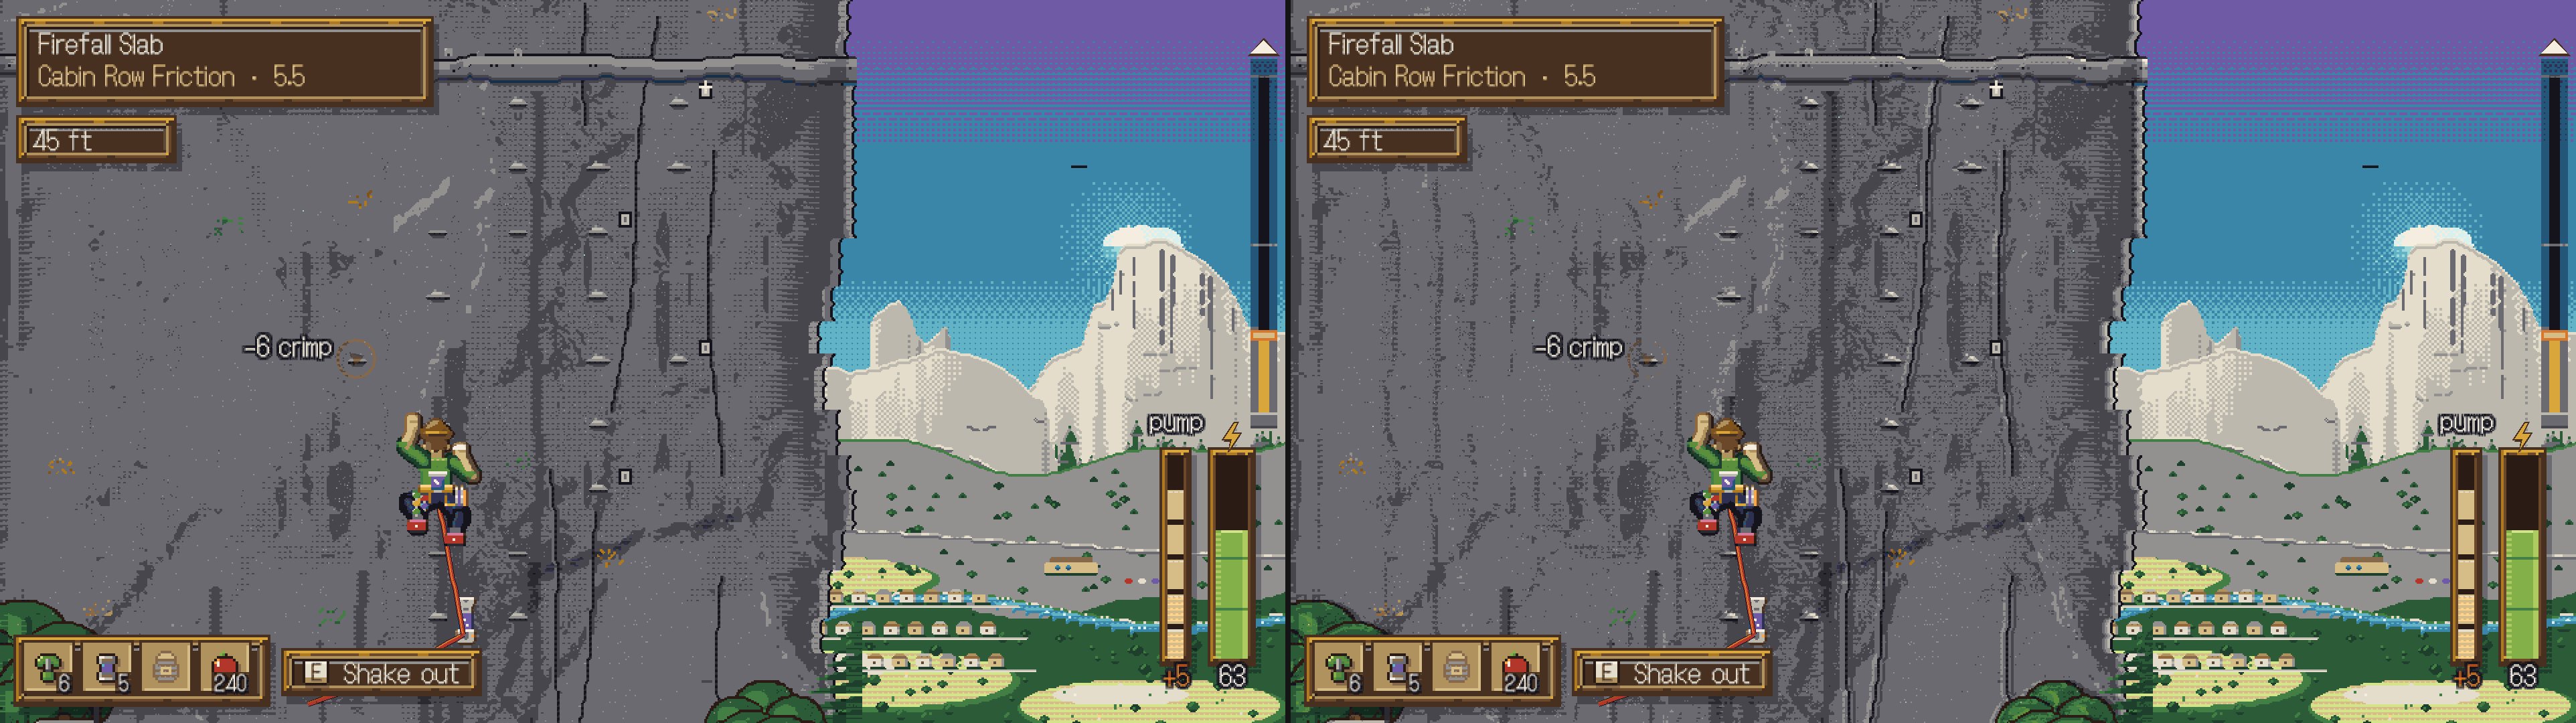 Firefall Slab
Cabin Row Friction · 5.5
45 ft
-6 crimp
pump
6
5
240
E Shake out
+5
63
Firefall Slab
Cabin Row Friction · 5.5
45 ft
-6 crimp
pump
6
5
240
E Shake out
+5
63